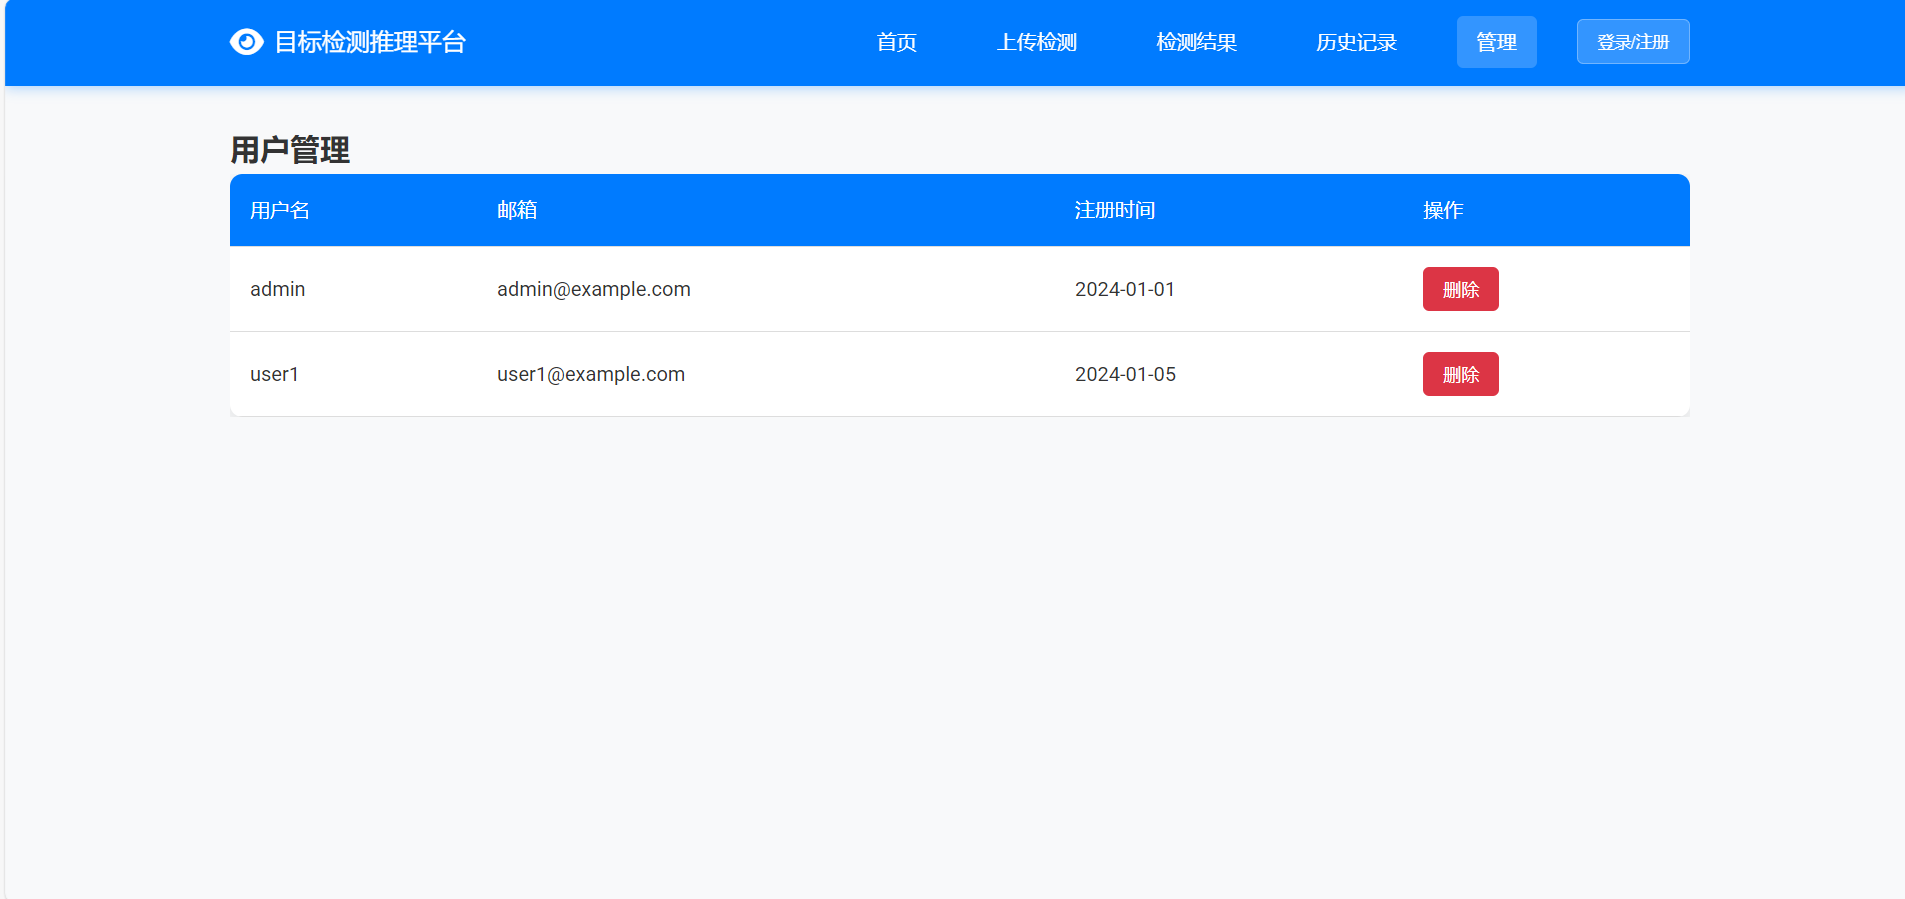 目标检测推理平台 首页 上传检测 检测结果 历史记录 管理 登录/注册
用户管理
用户名 邮箱 注册时间 操作
admin admin@example.com 2024-01-01 删除
user1 user1@example.com 2024-01-05 删除